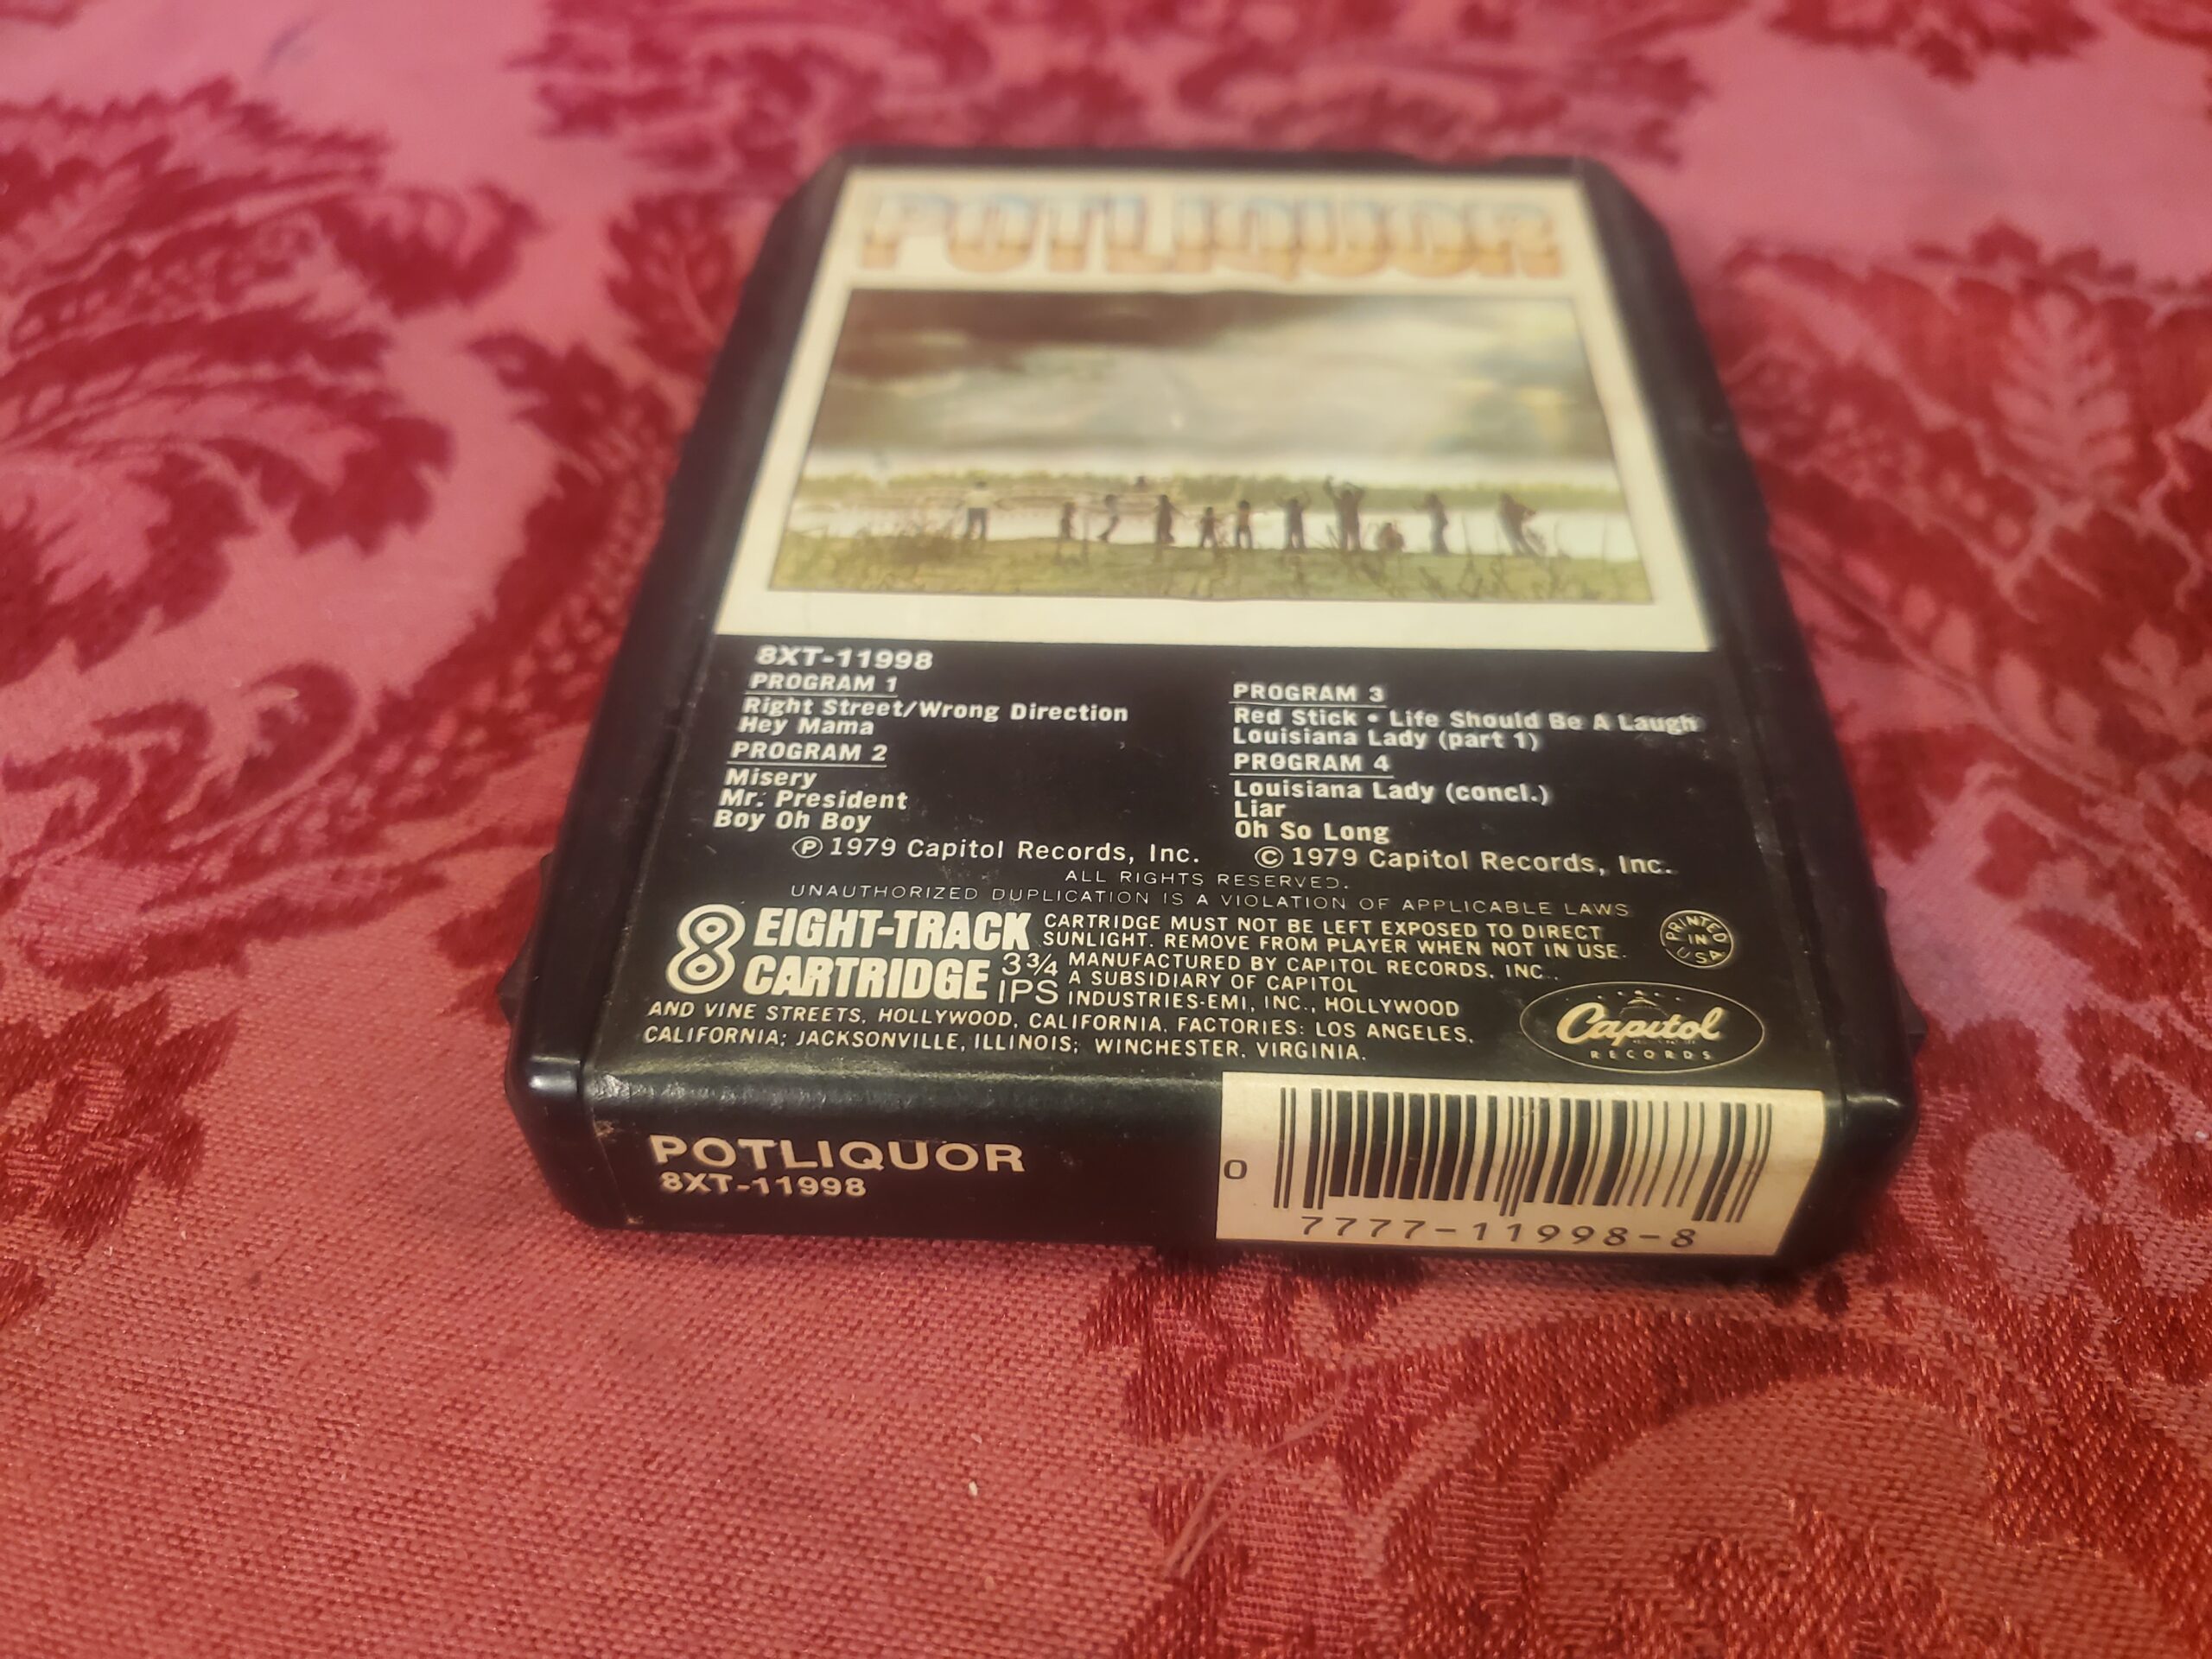 POTLIQUOR
8XT-11998
PROGRAM 1
Right Street/Wrong Direction
Hey Mama
PROGRAM 2
Misery
Mr. President
Boy Oh Boy
PROGRAM 3
Red Stick • Life Should Be A Laugh
Louisiana Lady (part 1)
PROGRAM 4
Louisiana Lady (concl.)
Liar
Oh So Long
Ⓟ 1979 Capitol Records, Inc. © 1979 Capitol Records, Inc.
ALL RIGHTS RESERVED.
UNAUTHORIZED DUPLICATION IS A VIOLATION OF APPLICABLE LAWS
8 EIGHT-TRACK
CARTRIDGE 3¾
IPS
CARTRIDGE MUST NOT BE LEFT EXPOSED TO DIRECT
SUNLIGHT. REMOVE FROM PLAYER WHEN NOT IN USE.
MANUFACTURED BY CAPITOL RECORDS, INC.,
A SUBSIDIARY OF CAPITOL
INDUSTRIES-EMI, INC., HOLLYWOOD
AND VINE STREETS, HOLLYWOOD, CALIFORNIA. FACTORIES: LOS ANGELES,
CALIFORNIA; JACKSONVILLE, ILLINOIS; WINCHESTER, VIRGINIA.
PRINTED
IN
USA
Capitol
RECORDS
POTLIQUOR
8XT-11998
0
7777-11998-8